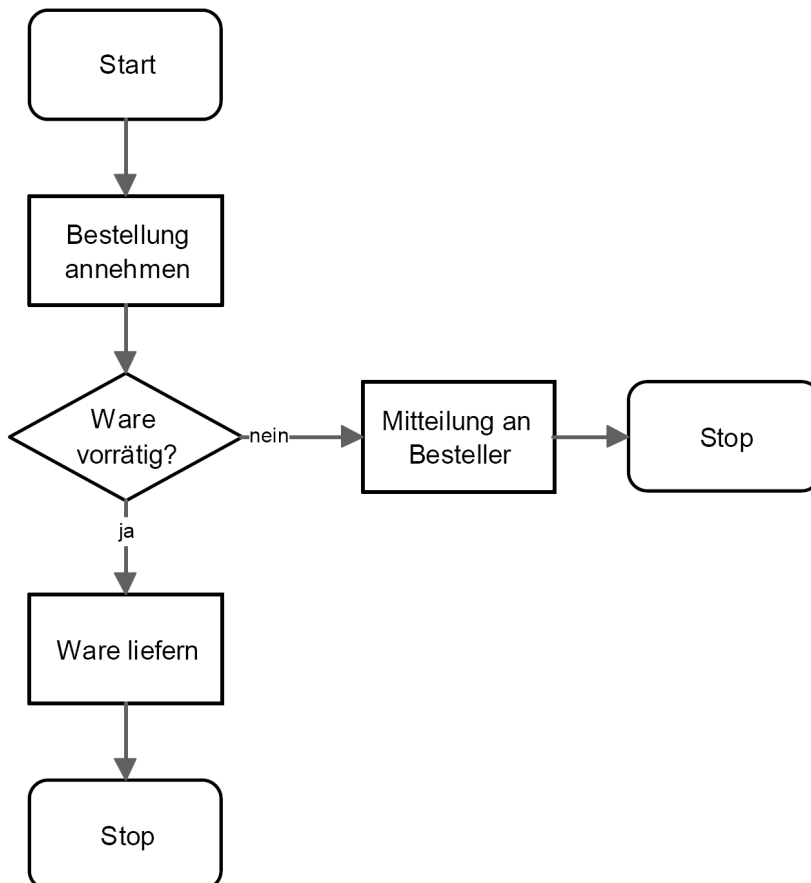 Start
Bestellung
annehmen
Ware
vorrätig?
nein
Mitteilung an
Besteller
Stop
ja
Ware liefern
Stop